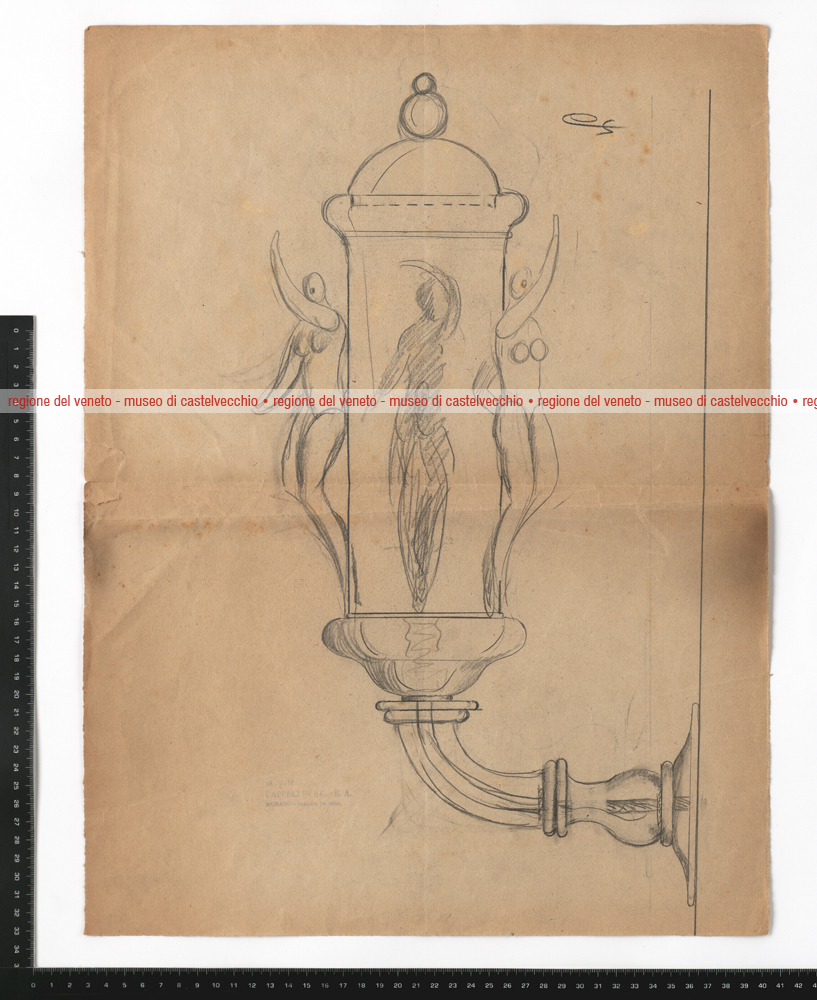 regione del veneto - museo di castelvecchio • regione del veneto - museo di castelvecchio • regione del veneto - museo di castelvecchio • reg
0 1 2 3 4 5 6 7 8 9 10 11 12 13 14 15 16 17 18 19 20 21 22 23 24 25 26 27 28 29 30 31 32 33 34 3
0 1 2 3 4 5 6 7 8 9 10 11 12 13 14 15 16 17 18 19 20 21 22 23 24 25 26 27 28 29 30 31 32 33 34 35 36 37 38 39 40 41 42 43 4